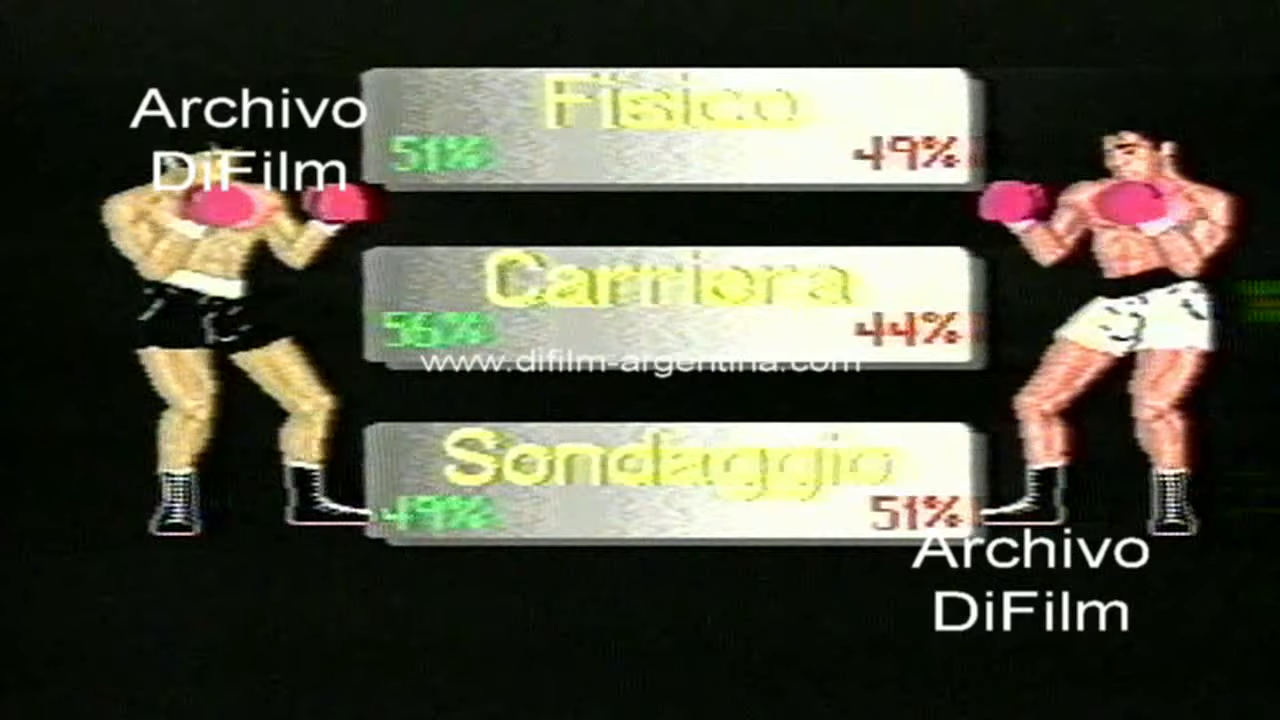 Archivo
DiFilm
Fisico
51% 49%
Carriera
56% 44%
www.difilm-argentina.com
Sondaggio
49% 51%
Archivo
DiFilm